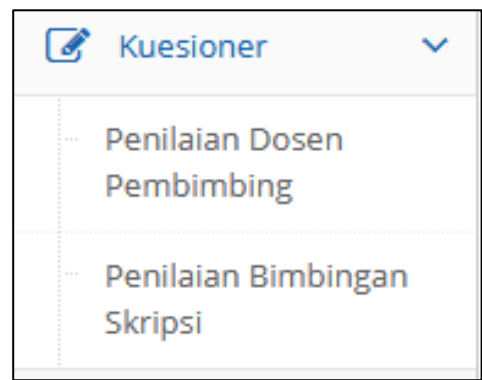 Kuesioner
Penilaian Dosen
Pembimbing
Penilaian Bimbingan
Skripsi